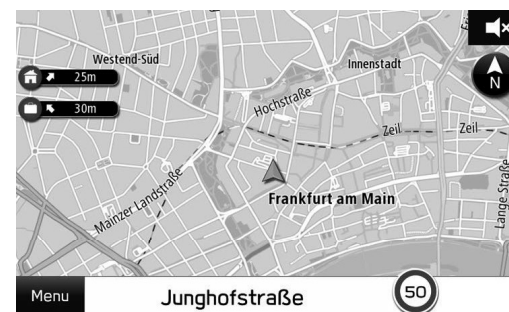 Westend-Süd
Innenstadt
25m
N
30m
Hochstraße
Zeil
Zeil
Mainzer Landstraße
Frankfurt am Main
Lange Straße
Menu
Junghofstraße
50